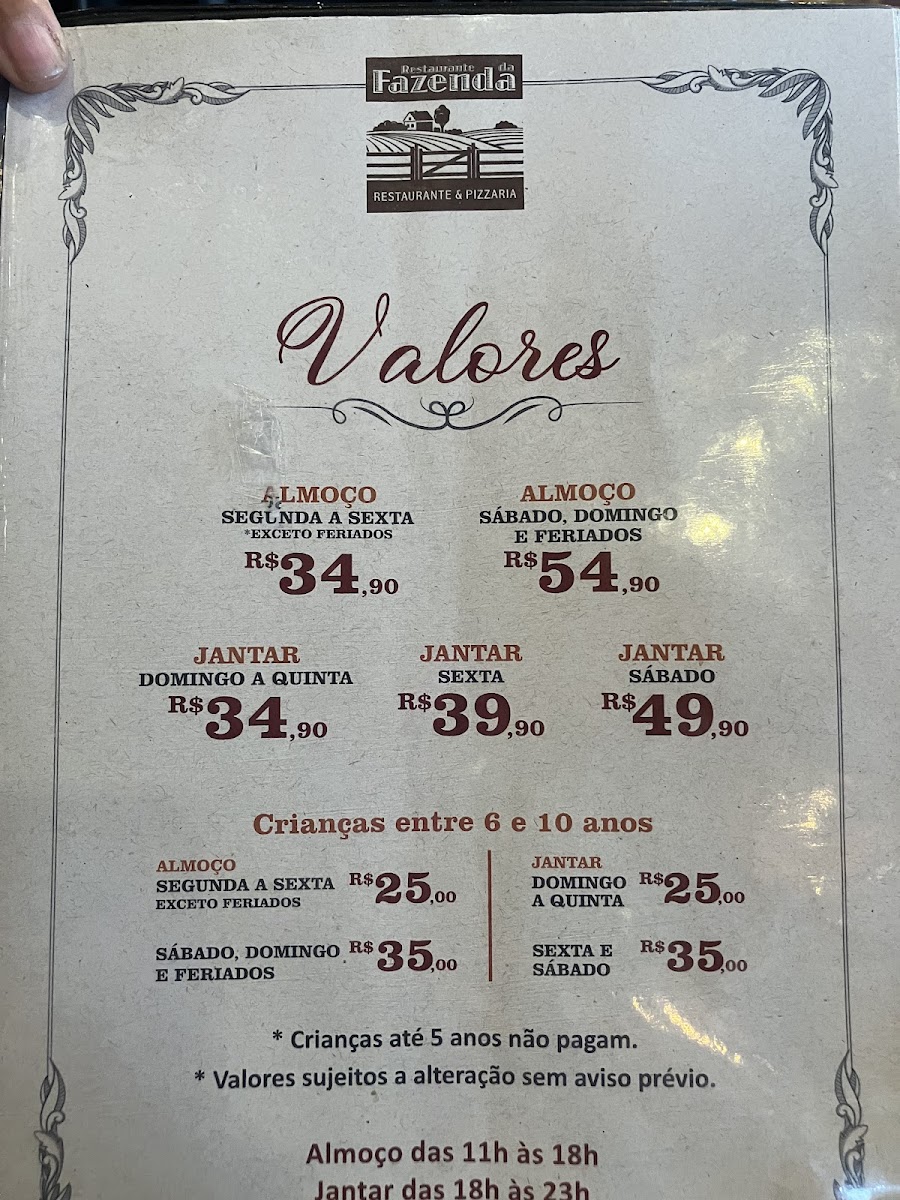 Restaurante da
Fazenda
RESTAURANTE & PIZZARIA
Valores
ALMOÇO
SEGUNDA A SEXTA
*EXCETO FERIADOS
R$34,90
ALMOÇO
SÁBADO, DOMINGO
E FERIADOS
R$54,90
JANTAR
DOMINGO A QUINTA
R$34,90
JANTAR
SEXTA
R$39,90
JANTAR
SÁBADO
R$49,90
Crianças entre 6 e 10 anos
ALMOÇO
SEGUNDA A SEXTA
EXCETO FERIADOS
R$25,00
SÁBADO, DOMINGO
E FERIADOS
R$35,00
JANTAR
DOMINGO
A QUINTA
R$25,00
SEXTA E
SÁBADO
R$35,00
* Crianças até 5 anos não pagam.
* Valores sujeitos a alteração sem aviso prévio.
Almoço das 11h às 18h
Jantar das 18h às 23h